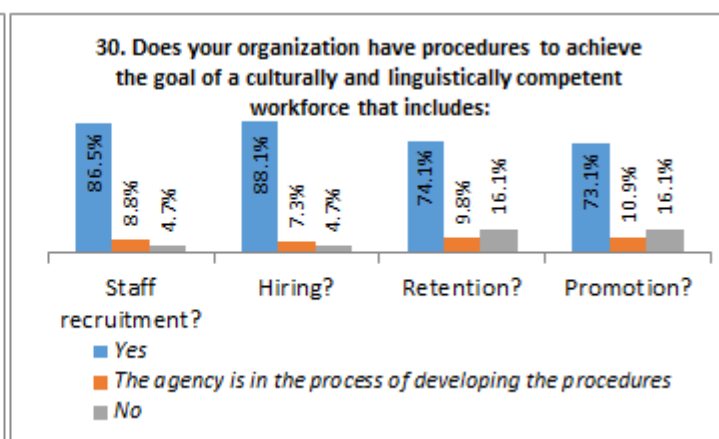 30. Does your organization have procedures to achieve
the goal of a culturally and linguistically competent
workforce that includes:
86.5%
8.8%
4.7%
88.1%
7.3%
4.7%
74.1%
9.8%
16.1%
73.1%
10.9%
16.1%
Staff
recruitment?
Hiring?
Retention?
Promotion?
Yes
The agency is in the process of developing the procedures
No